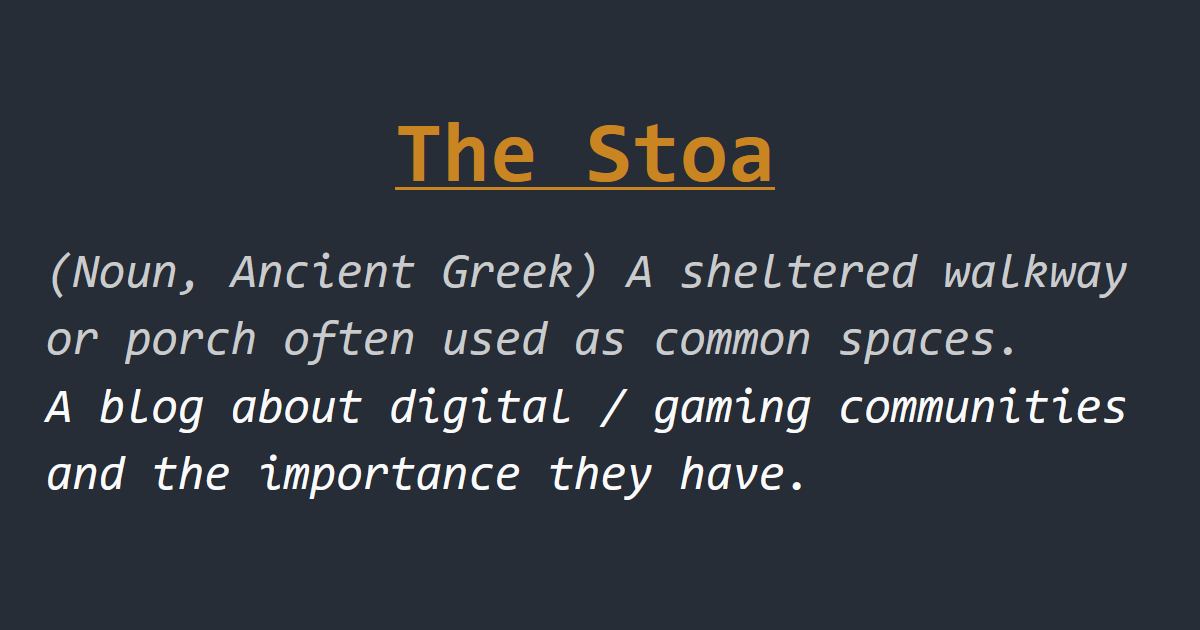 The Stoa
(Noun, Ancient Greek) A sheltered walkway
or porch often used as common spaces.
A blog about digital / gaming communities
and the importance they have.